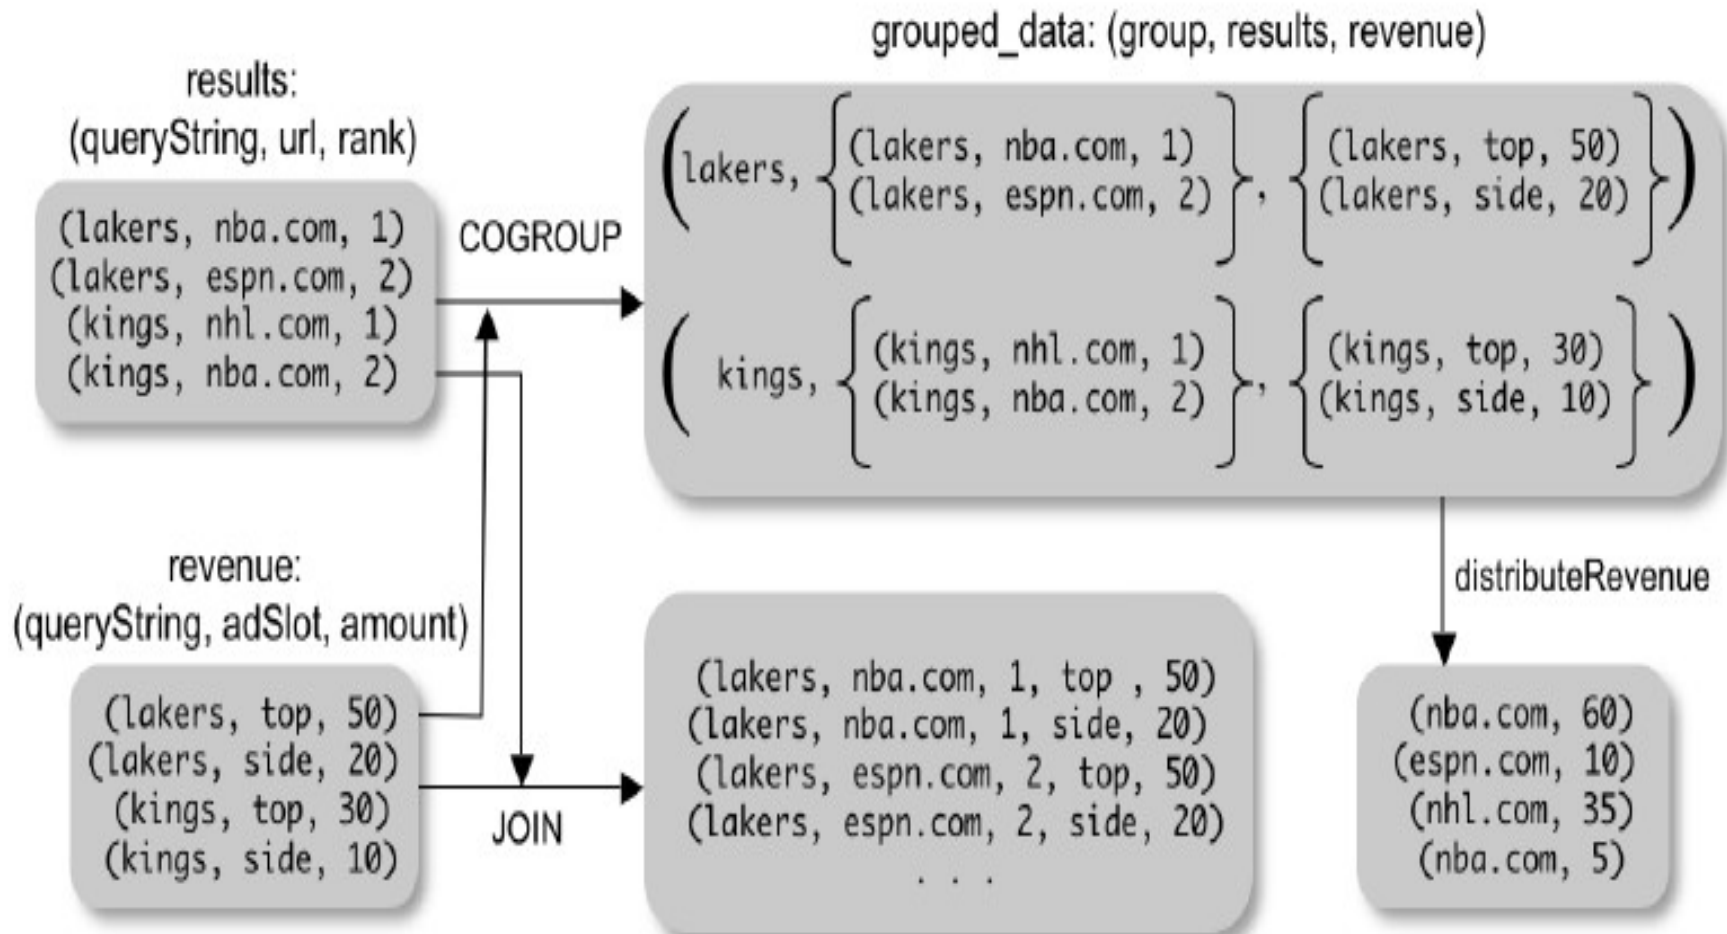 results:
(queryString, url, rank)
(lakers, nba.com, 1)
(lakers, espn.com, 2)
(kings, nhl.com, 1)
(kings, nba.com, 2)
COGROUP
grouped_data: (group, results, revenue)
(lakers, {(lakers, nba.com, 1)
(lakers, espn.com, 2)}, {(lakers, top, 50)
(lakers, side, 20)})
(kings, {(kings, nhl.com, 1)
(kings, nba.com, 2)}, {(kings, top, 30)
(kings, side, 10)})
revenue:
(queryString, adSlot, amount)
(lakers, top, 50)
(lakers, side, 20)
(kings, top, 30)
(kings, side, 10)
JOIN
(lakers, nba.com, 1, top , 50)
(lakers, nba.com, 1, side, 20)
(lakers, espn.com, 2, top, 50)
(lakers, espn.com, 2, side, 20)
. . .
distributeRevenue
(nba.com, 60)
(espn.com, 10)
(nhl.com, 35)
(nba.com, 5)